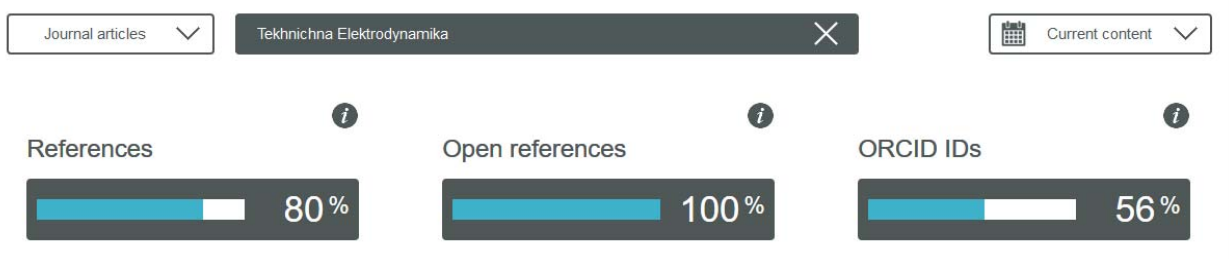 Journal articles
Tekhnichna Elektrodynamika
Current content
References
Open references
ORCID IDs
80%
100%
56%